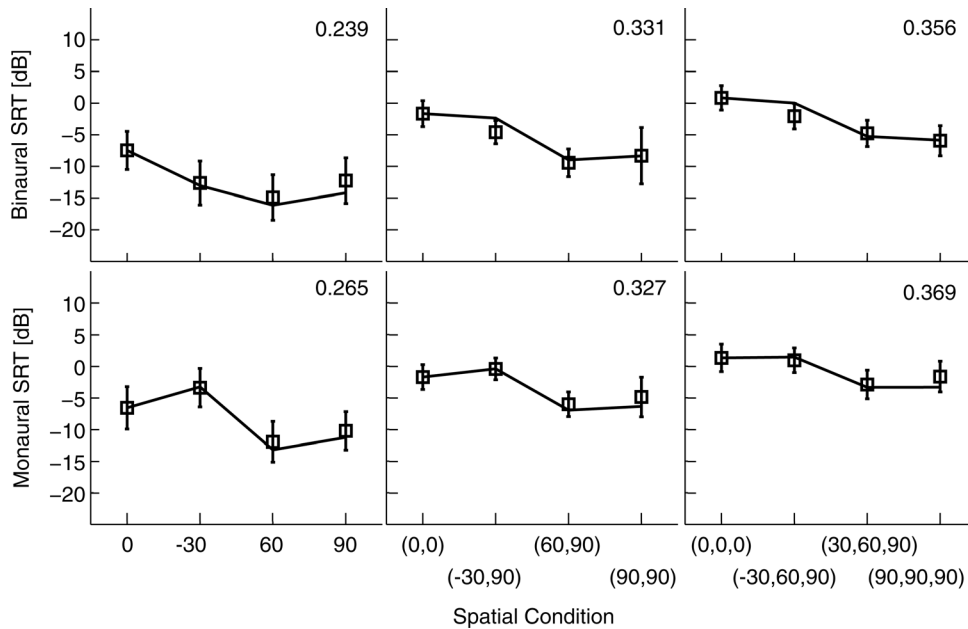 0.239 0.331 0.356
Binaural SRT [dB]
10
5
0
−5
−10
−15
−20
0.265 0.327 0.369
Monaural SRT [dB]
10
5
0
−5
−10
−15
−20
0 -30 60 90 (0,0) (60,90) (0,0,0) (30,60,90)
(-30,90) (90,90) (-30,60,90) (90,90,90)
Spatial Condition